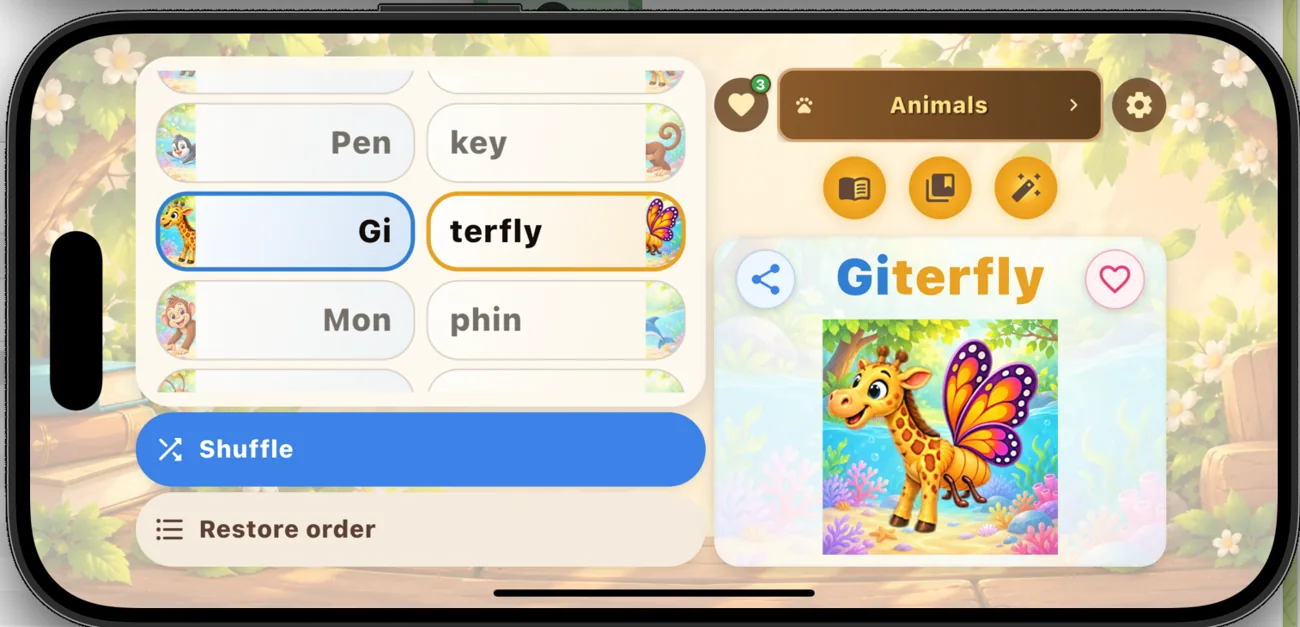 Pen
key
Gi
terfly
Mon
phin
Shuffle
Restore order
3
Animals
Giterfly